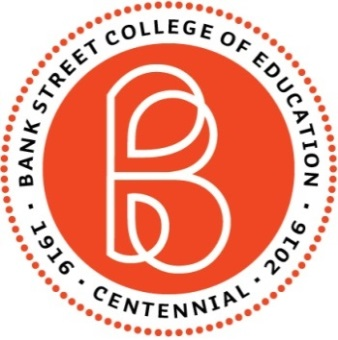 BANK STREET COLLEGE OF EDUCATION
B
· 1916 · CENTENNIAL · 2016 ·